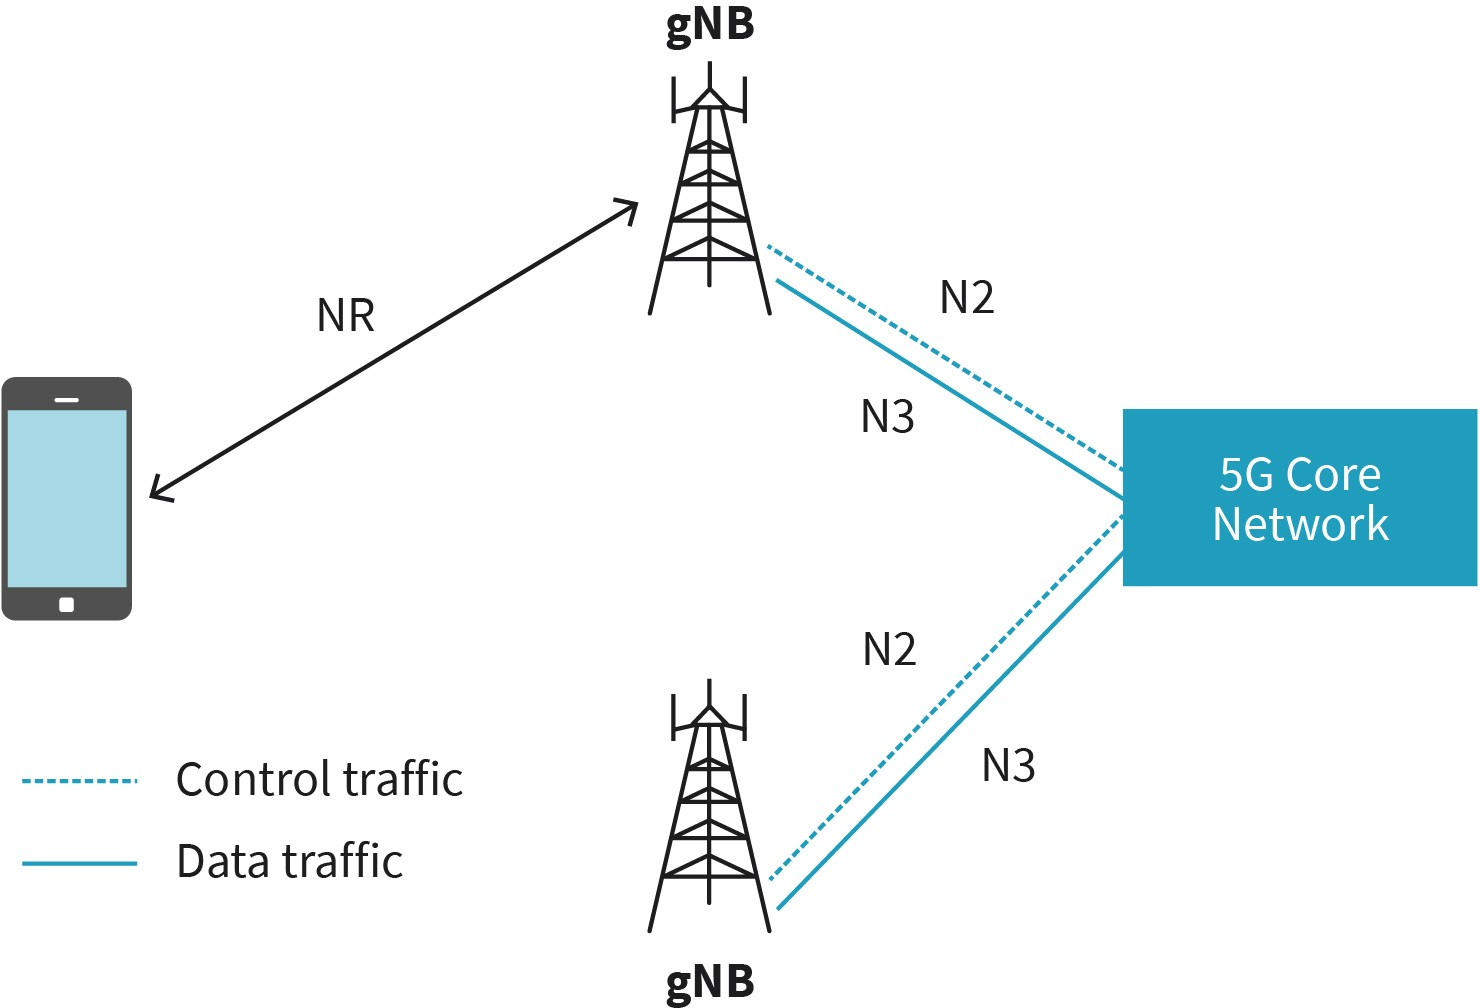 gNB
NR
N2
N3
5G Core
Network
N2
N3
Control traffic
Data traffic
gNB